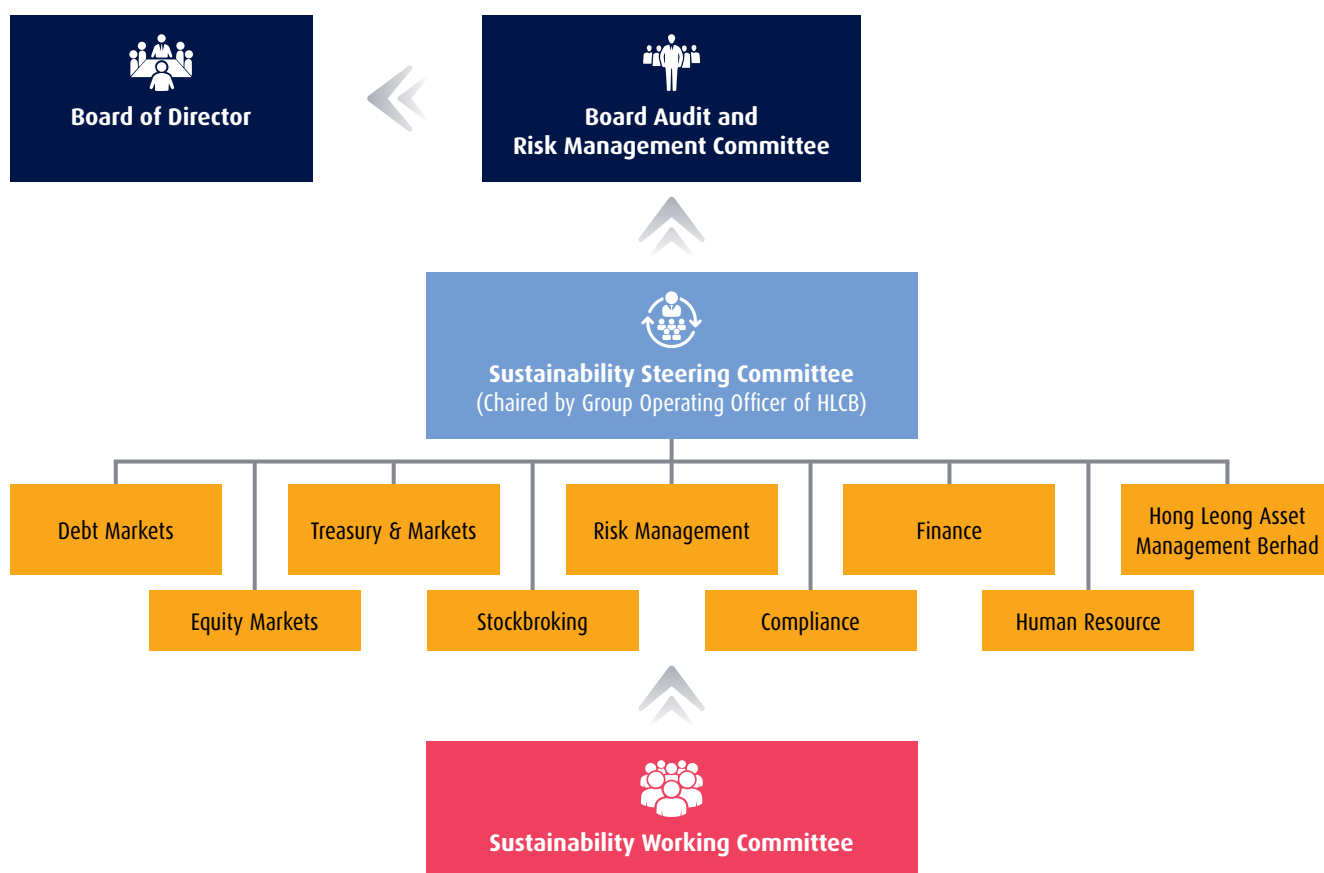 Board of Director
Board Audit and
Risk Management Committee
Sustainability Steering Committee
(Chaired by Group Operating Officer of HLCB)
Debt Markets
Treasury & Markets
Risk Management
Finance
Hong Leong Asset
Management Berhad
Equity Markets
Stockbroking
Compliance
Human Resource
Sustainability Working Committee